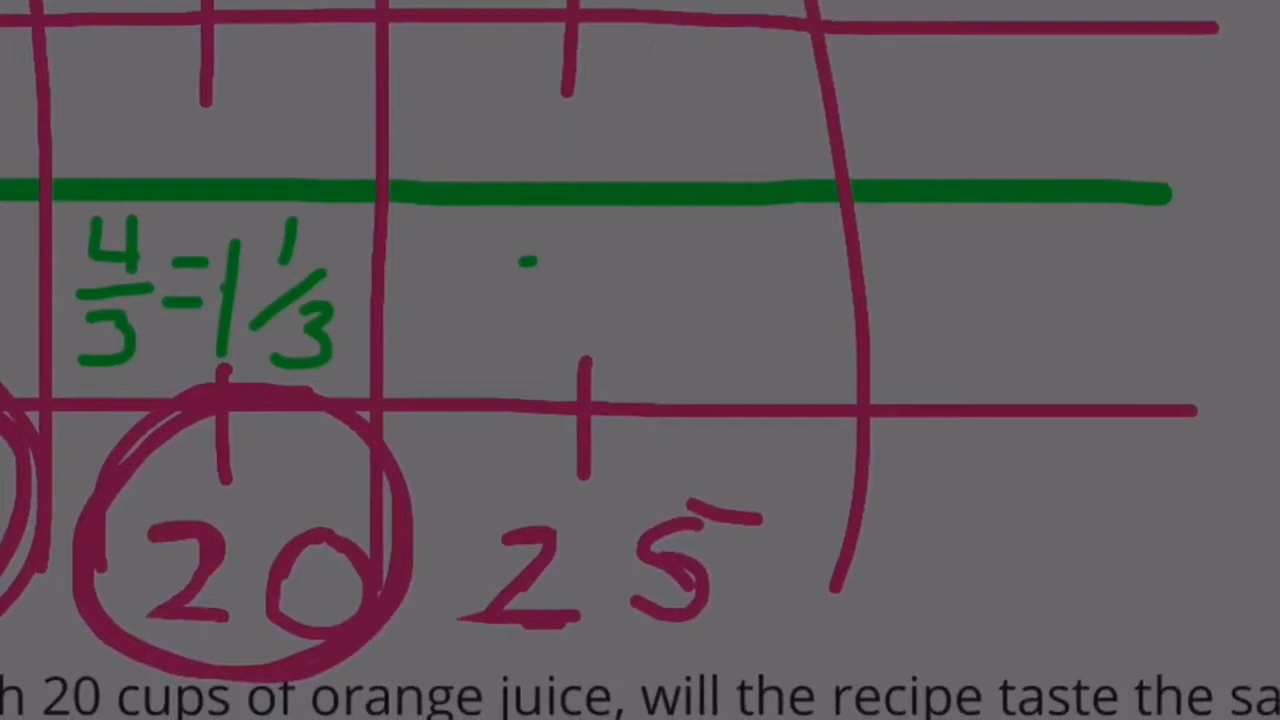 4/3 = 1 1/3
20 25
h 20 cups of orange juice, will the recipe taste the sa